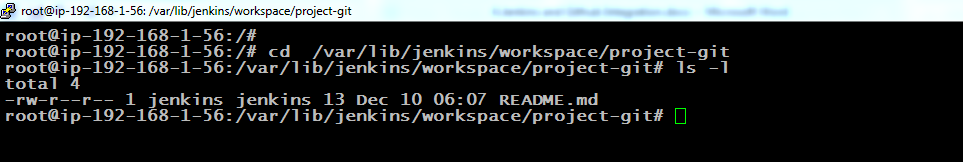 root@ip-192-168-1-56: /var/lib/jenkins/workspace/project-git
root@ip-192-168-1-56:/#
root@ip-192-168-1-56:/# cd  /var/lib/jenkins/workspace/project-git
root@ip-192-168-1-56:/var/lib/jenkins/workspace/project-git# ls -l
total 4
-rw-r--r-- 1 jenkins jenkins 13 Dec 10 06:07 README.md
root@ip-192-168-1-56:/var/lib/jenkins/workspace/project-git#